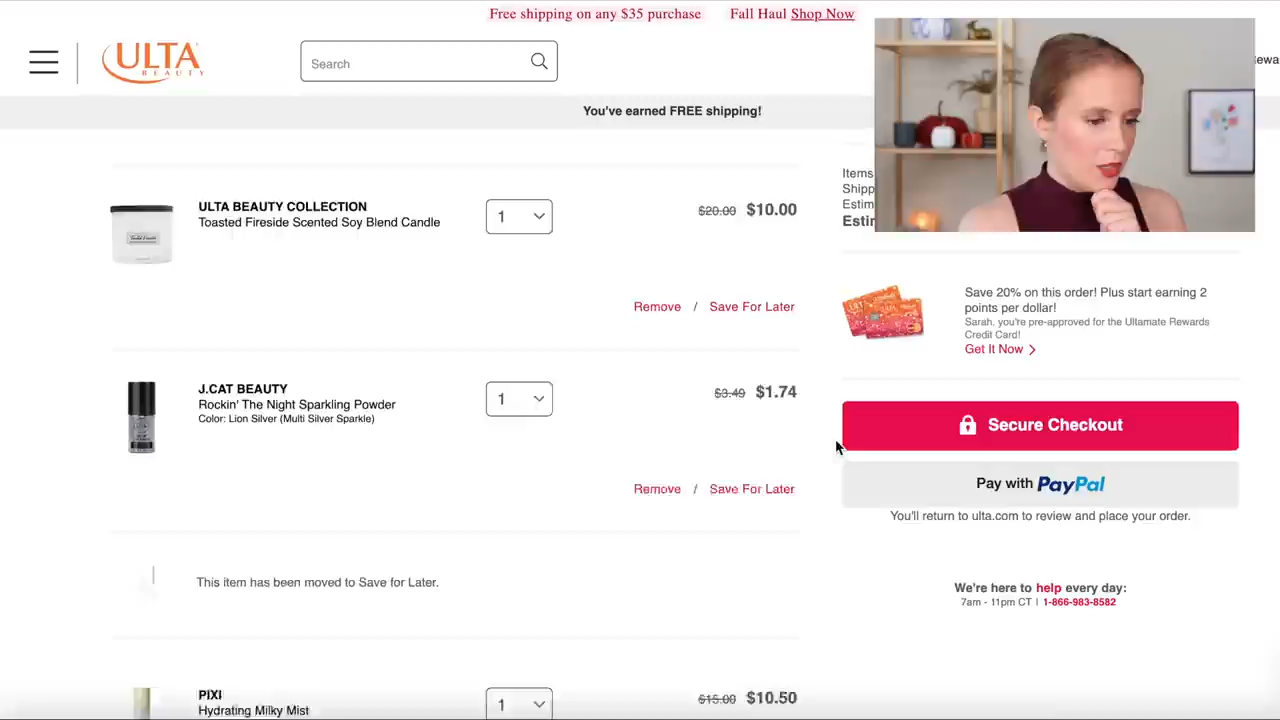 Free shipping on any $35 purchase Fall Haul Shop Now
ULTA
BEAUTY
Search
You've earned FREE shipping!
ULTA BEAUTY COLLECTION
Toasted Fireside Scented Soy Blend Candle
1
$20.00 $10.00
Remove / Save For Later
J.CAT BEAUTY
Rockin' The Night Sparkling Powder
Color: Lion Silver (Multi Silver Sparkle)
1
$3.49 $1.74
Remove / Save For Later
This item has been moved to Save for Later.
PIXI
Hydrating Milky Mist
1
$15.00 $10.50
Items
Save 20% on this order! Plus start earning 2
points per dollar!
Sarah, you're pre-approved for the Ultamate Rewards
Credit Card!
Get It Now >
Secure Checkout
Pay with PayPal
You'll return to ulta.com to review and place your order.
We're here to help every day:
7am - 11pm CT | 1-866-983-8582